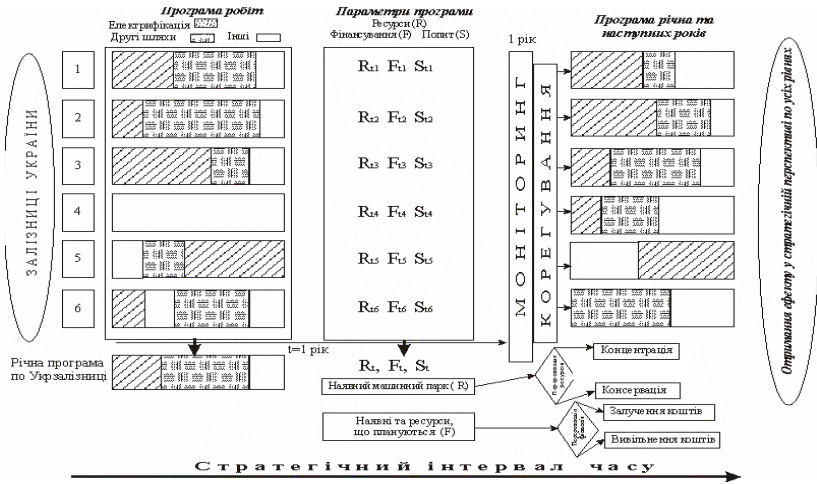 Програма робіт
Електрифікація
Другі шляхи Інші
Параметри програми
Ресурси (R)
Фінансування (F) Попит (S)
1 рік
Програма річна та
наступних років
ЗАЛІЗНИЦІ УКРАЇНИ
1
2
3
4
5
6
Rt1 Ft1 St1
Rt2 Ft2 St2
Rt3 Ft3 St3
Rt4 Ft4 St4
Rt5 Ft5 St5
Rt6 Ft6 St6
МОНІТОРИНГ
КОРЕГУВАННЯ
Отримання ефекту у стратегічній перспективі по усіх рівнях
t=1 рік
Річна програма
по Укрзалізниці
Rt, Ft, St
Наявний машинний парк ( R)
Концентрація
Консервація
Наявні та ресурси,
що плануються (F)
Залучення коштів
Вивільнення коштів
Стратегічний інтервал часу